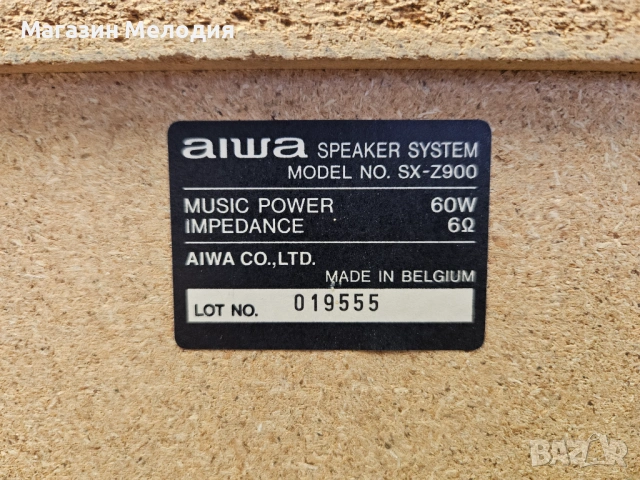 Магазин Мелодия
aiwa SPEAKER SYSTEM
MODEL NO. SX-Z900
MUSIC POWER 60W
IMPEDANCE 6Ω
AIWA CO.,LTD.
MADE IN BELGIUM
LOT NO. 019555
BAZAR